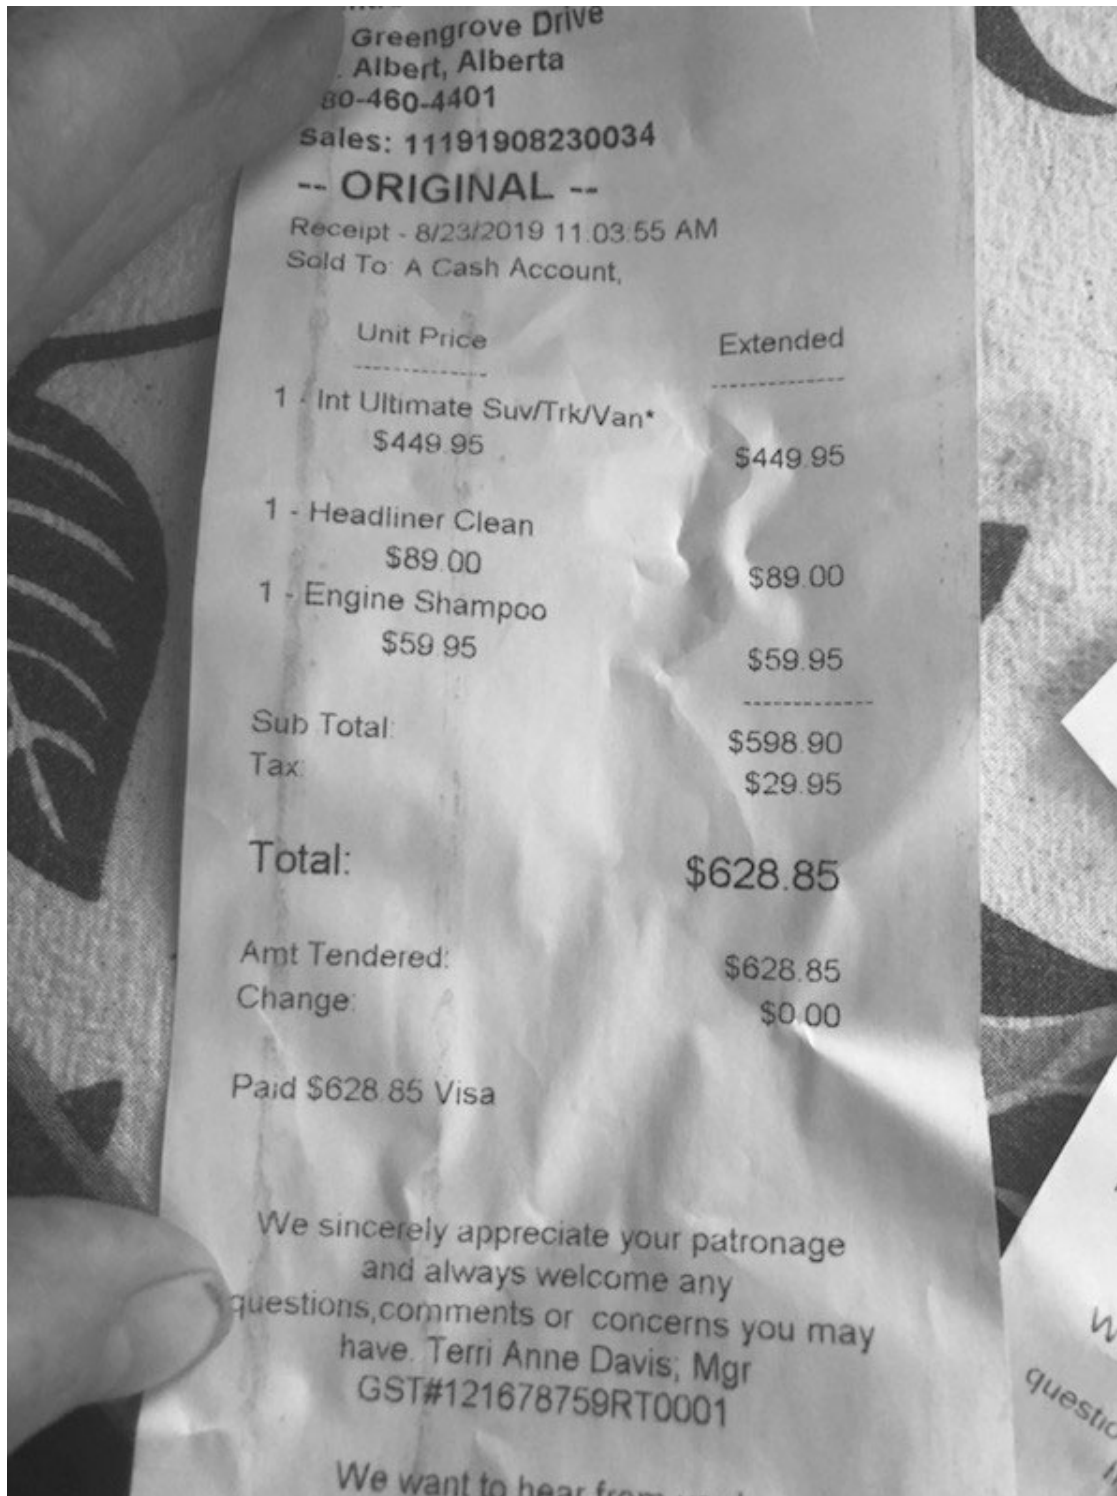 Greengrove Drive
. Albert, Alberta
80-460-4401
Sales: 11191908230034
-- ORIGINAL --
Receipt - 8/23/2019 11:03:55 AM
Sold To: A Cash Account,
Unit Price Extended
------------ ------------
1 - Int Ultimate Suv/Trk/Van*
$449.95 $449.95
1 - Headliner Clean
$89.00 $89.00
1 - Engine Shampoo
$59.95 $59.95
------------
Sub Total: $598.90
Tax: $29.95
Total: $628.85
Amt Tendered: $628.85
Change: $0.00
Paid $628.85 Visa
We sincerely appreciate your patronage
and always welcome any
questions,comments or concerns you may
have. Terri Anne Davis, Mgr
GST#121678759RT0001
We want to hear from